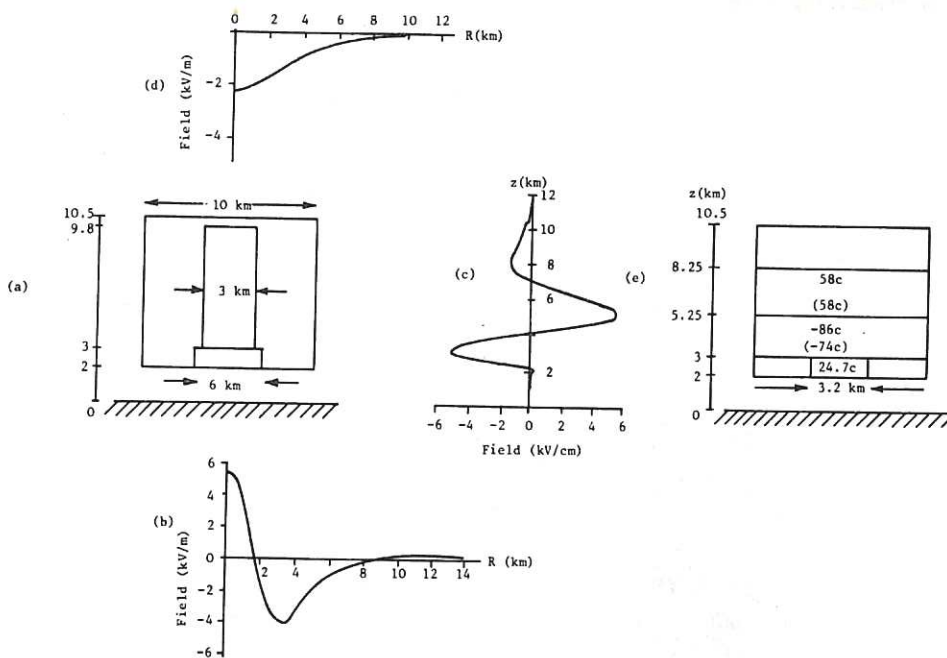 0 2 4 6 8 10 12
R(km)
(d)
Field (kV/m)
-2
-4
(a)
10.5
9.8
3
2
0
10 km
3 km
6 km
(c)
z(km)
12
10
8
6
4
2
-6 -4 -2 0 2 4 6
Field (kV/cm)
(e)
z(km)
10.5
8.25
5.25
3
2
0
58c
(58c)
-86c
(-74c)
24.7c
3.2 km
(b)
Field (kV/m)
6
4
2
0
-2
-4
-6
2 4 6 8 10 12 14
R (km)